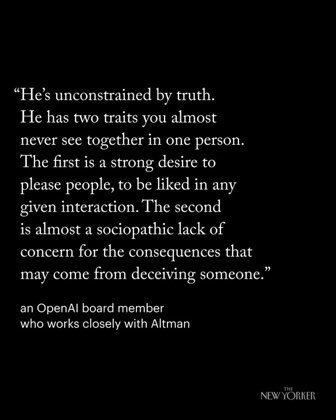 “He’s unconstrained by truth.
He has two traits you almost
never see together in one person.
The first is a strong desire to
please people, to be liked in any
given interaction. The second
is almost a sociopathic lack of
concern for the consequences that
may come from deceiving someone.”
an OpenAI board member
who works closely with Altman
THE
NEW YORKER